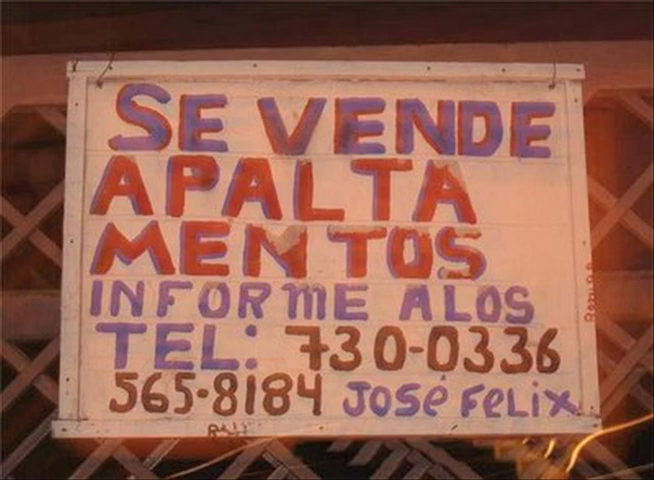 SE VENDE
APALTA
MENTOS
INFORME ALOS
TEL: 730-0336
565-8184 JOSé FELIX